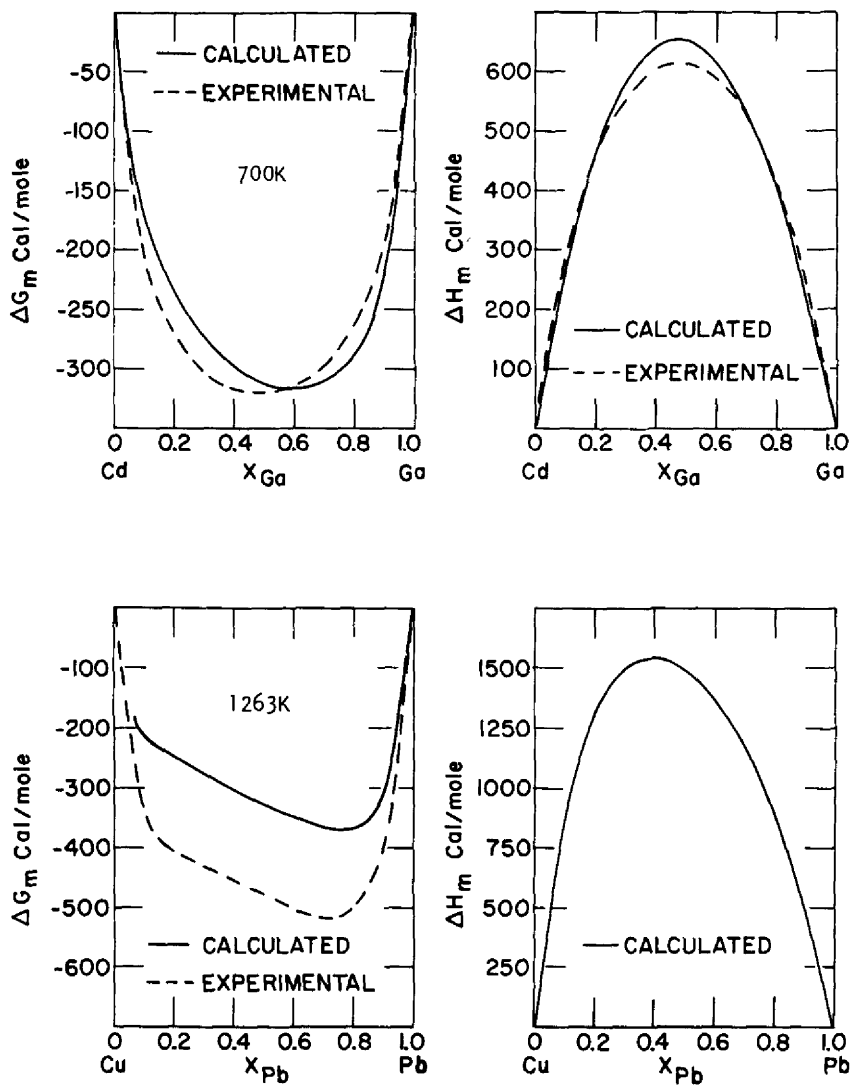 -50
-100
-150
-200
-250
-300
ΔGm Cal/mole
CALCULATED
EXPERIMENTAL
700K
0 0.2 0.4 0.6 0.8 1.0
Cd XGa Ga
600
500
400
300
200
100
ΔHm Cal/mole
CALCULATED
EXPERIMENTAL
0 0.2 0.4 0.6 0.8 1.0
Cd XGa Ga
-100
-200
-300
-400
-500
-600
ΔGm Cal/mole
1263K
CALCULATED
EXPERIMENTAL
0 0.2 0.4 0.6 0.8 1.0
Cu XPb Pb
1500
1250
1000
750
500
250
ΔHm Cal/mole
CALCULATED
0 0.2 0.4 0.6 0.8 1.0
Cu XPb Pb